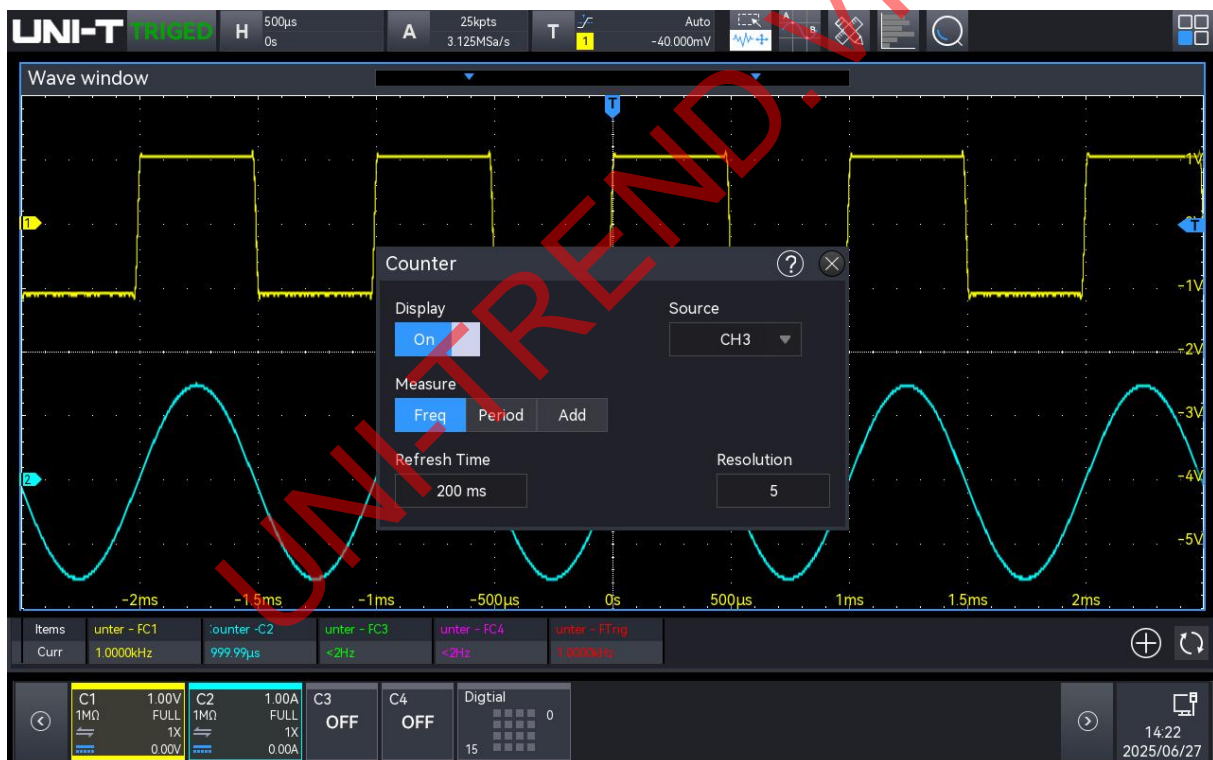 UNI-T TRIGED H 500µs 0s A 25kpts 3.125MSa/s T 1 Auto -40.000mV A B
Wave window
T
1V
1
T
Counter ?
-1V
Display Source
On CH3
-2V
Measure
Freq Period Add
-3V
Refresh Time Resolution
2 -4V
200 ms 5
-5V
-2ms -1.5ms -1ms -500µs 0s 500µs 1ms 1.5ms 2ms
Items unter - FC1 :ounter -C2 unter - FC3 unter - FC4 unter - FTrig
Curr 1.0000kHz 999.99µs <2Hz <2Hz 1.0000kHz
C1 1.00V C2 1.00A C3 C4 Digtial
1MΩ FULL 1MΩ FULL OFF OFF 0
1X 1X 14:22
0.00V 0.00A 15 2025/06/27
UNI-TREND.